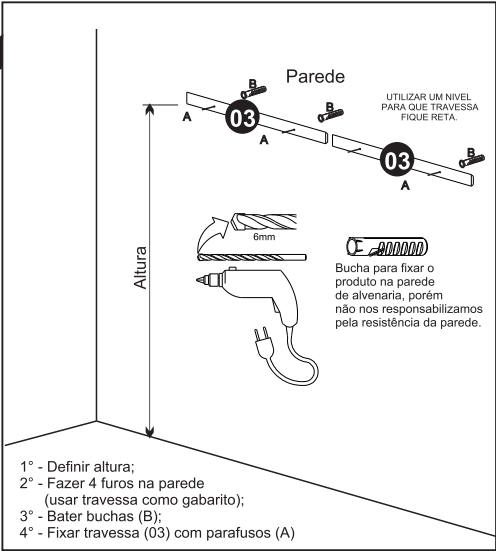 Parede
UTILIZAR UM NIVEL
PARA QUE TRAVESSA
FIQUE RETA.
B
A
03
A
B
03
A
B
6mm
Altura
Bucha para fixar o
produto na parede
de alvenaria, porém
não nos responsabilizamos
pela resistência da parede.
1° - Definir altura;
2° - Fazer 4 furos na parede
(usar travessa como gabarito);
3° - Bater buchas (B);
4° - Fixar travessa (03) com parafusos (A)